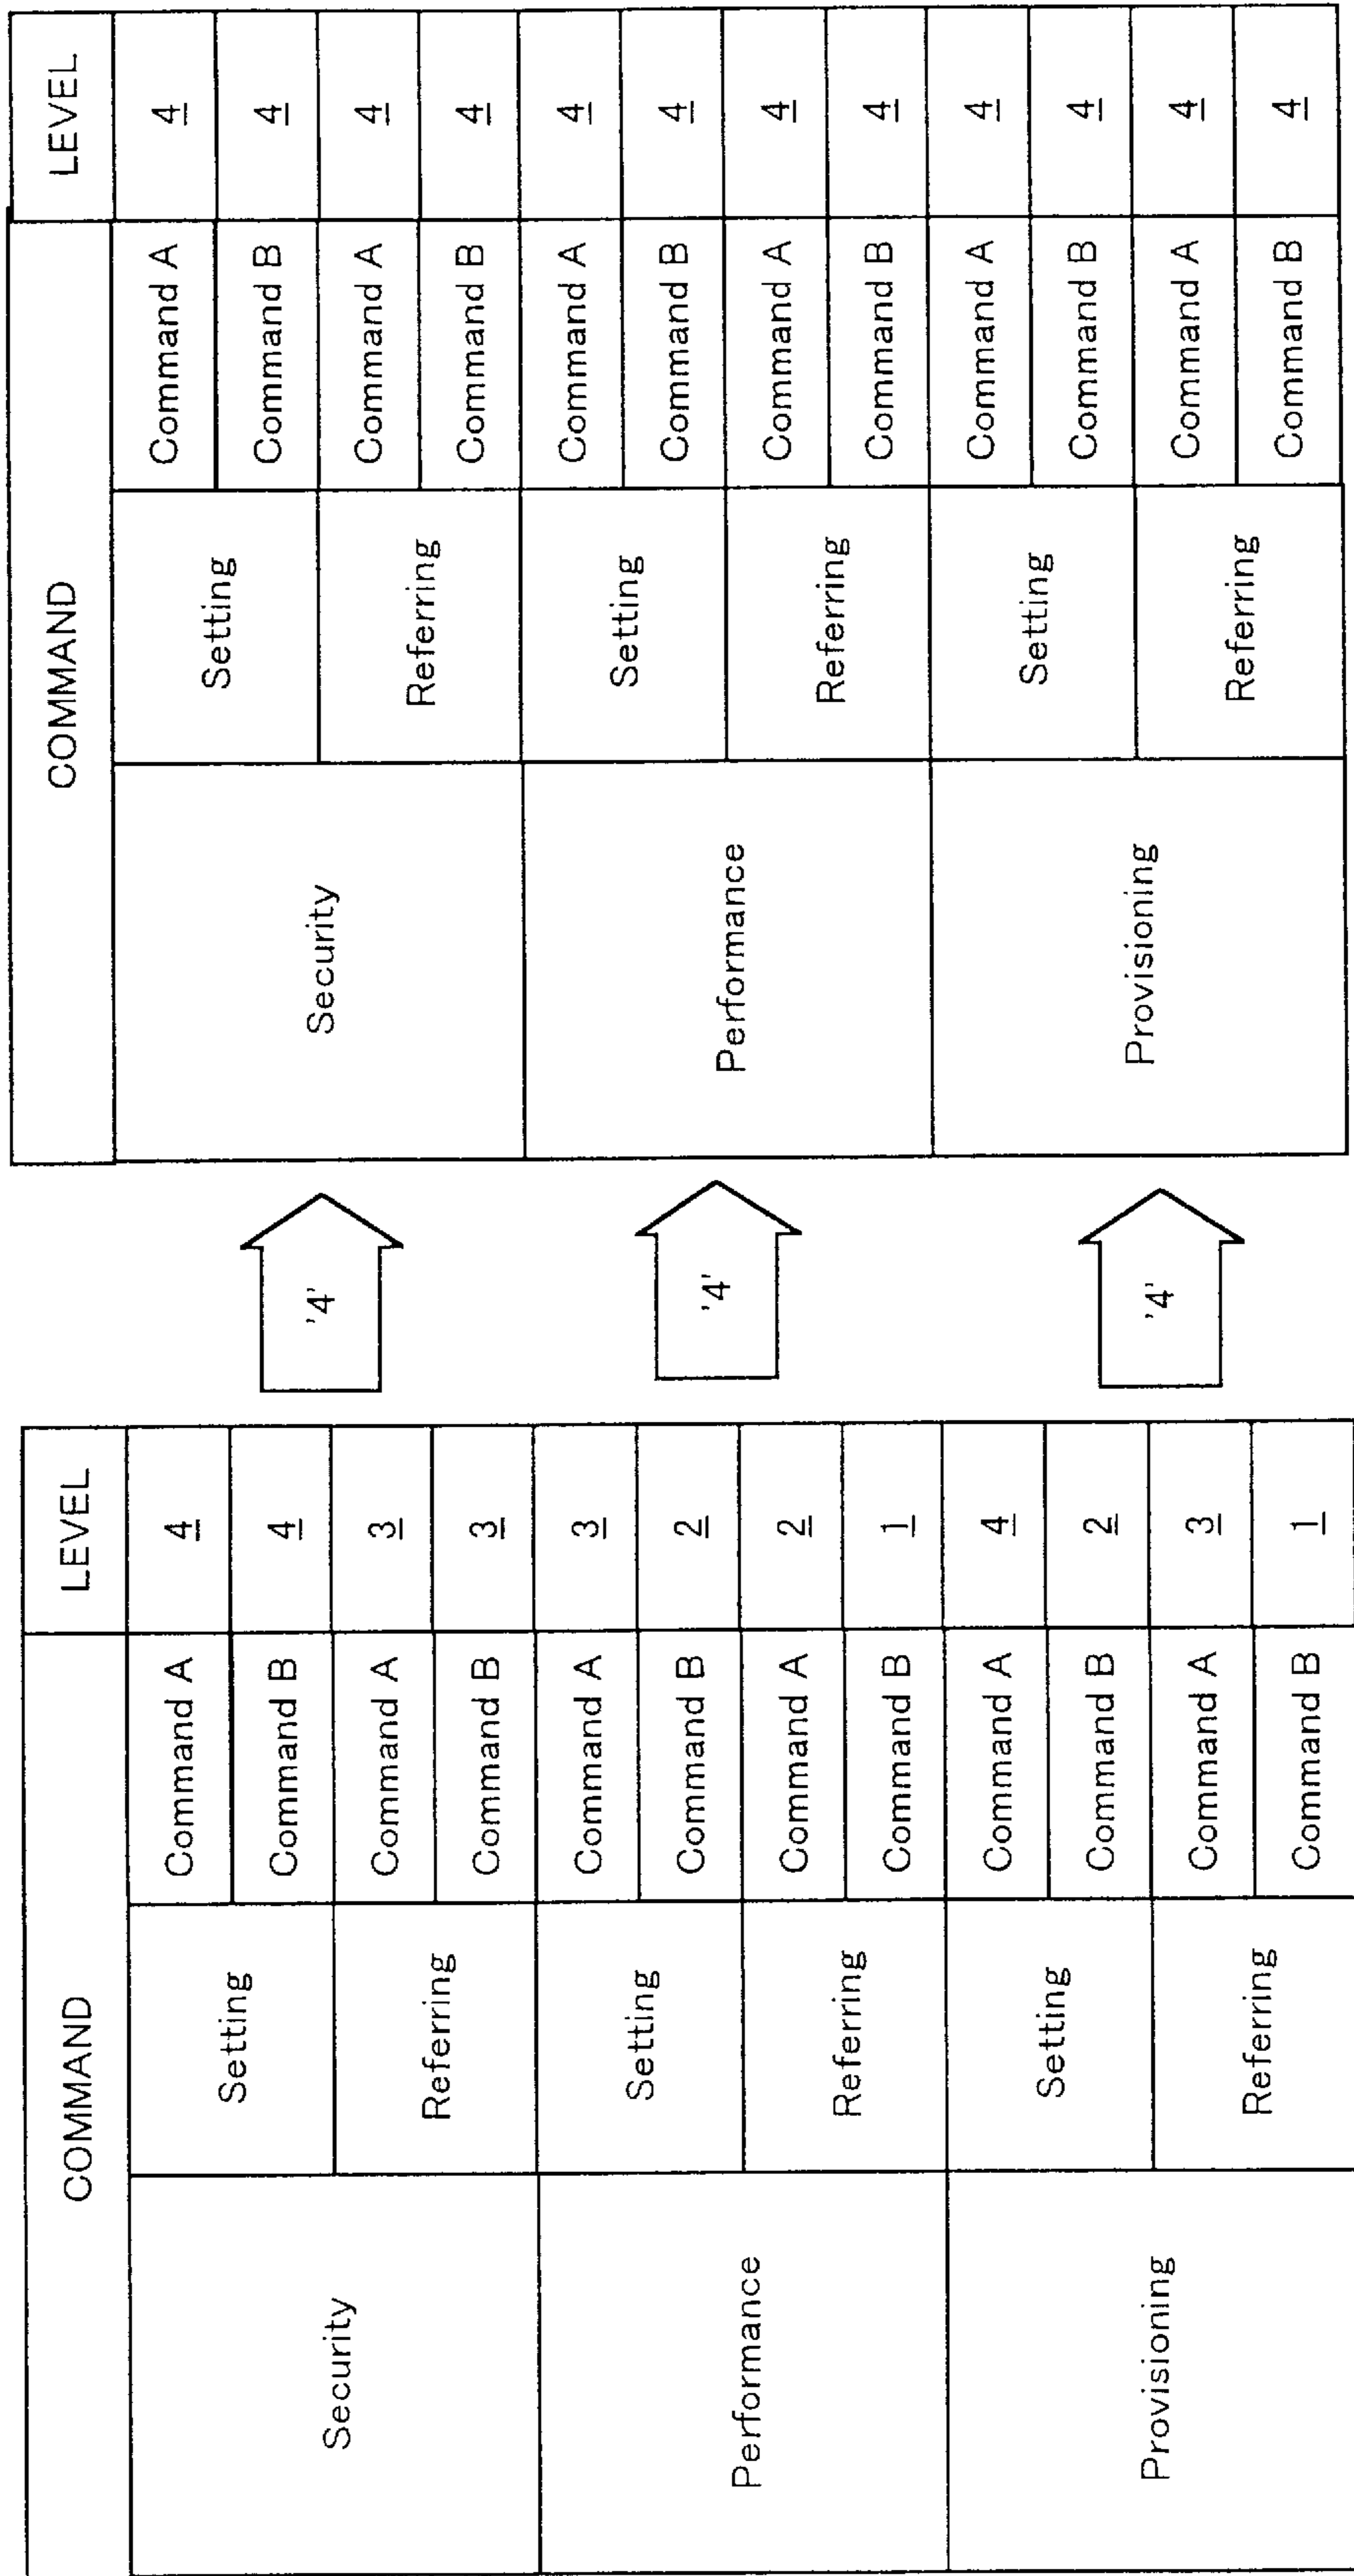 COMMAND LEVEL
Security Setting Command A 4
Command B 4
Referring Command A 3
Command B 3
Performance Setting Command A 3
Command B 2
Referring Command A 2
Command B 1
Provisioning Setting Command A 4
Command B 2
Referring Command A 3
Command B 1
'4'
'4'
'4'
COMMAND LEVEL
Security Setting Command A 4
Command B 4
Referring Command A 4
Command B 4
Performance Setting Command A 4
Command B 4
Referring Command A 4
Command B 4
Provisioning Setting Command A 4
Command B 4
Referring Command A 4
Command B 4